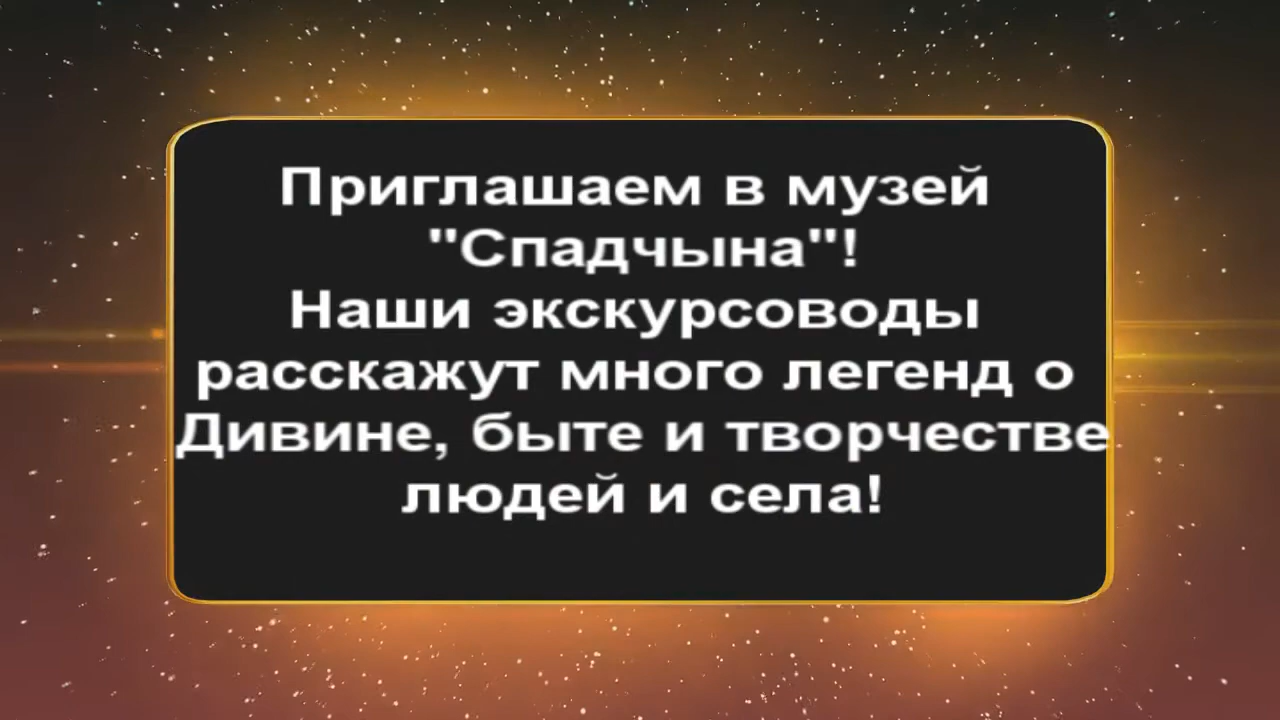 Приглашаем в музей
"Спадчына"!
Наши экскурсоводы
расскажут много легенд о
Дивине, быте и творчестве
людей и села!